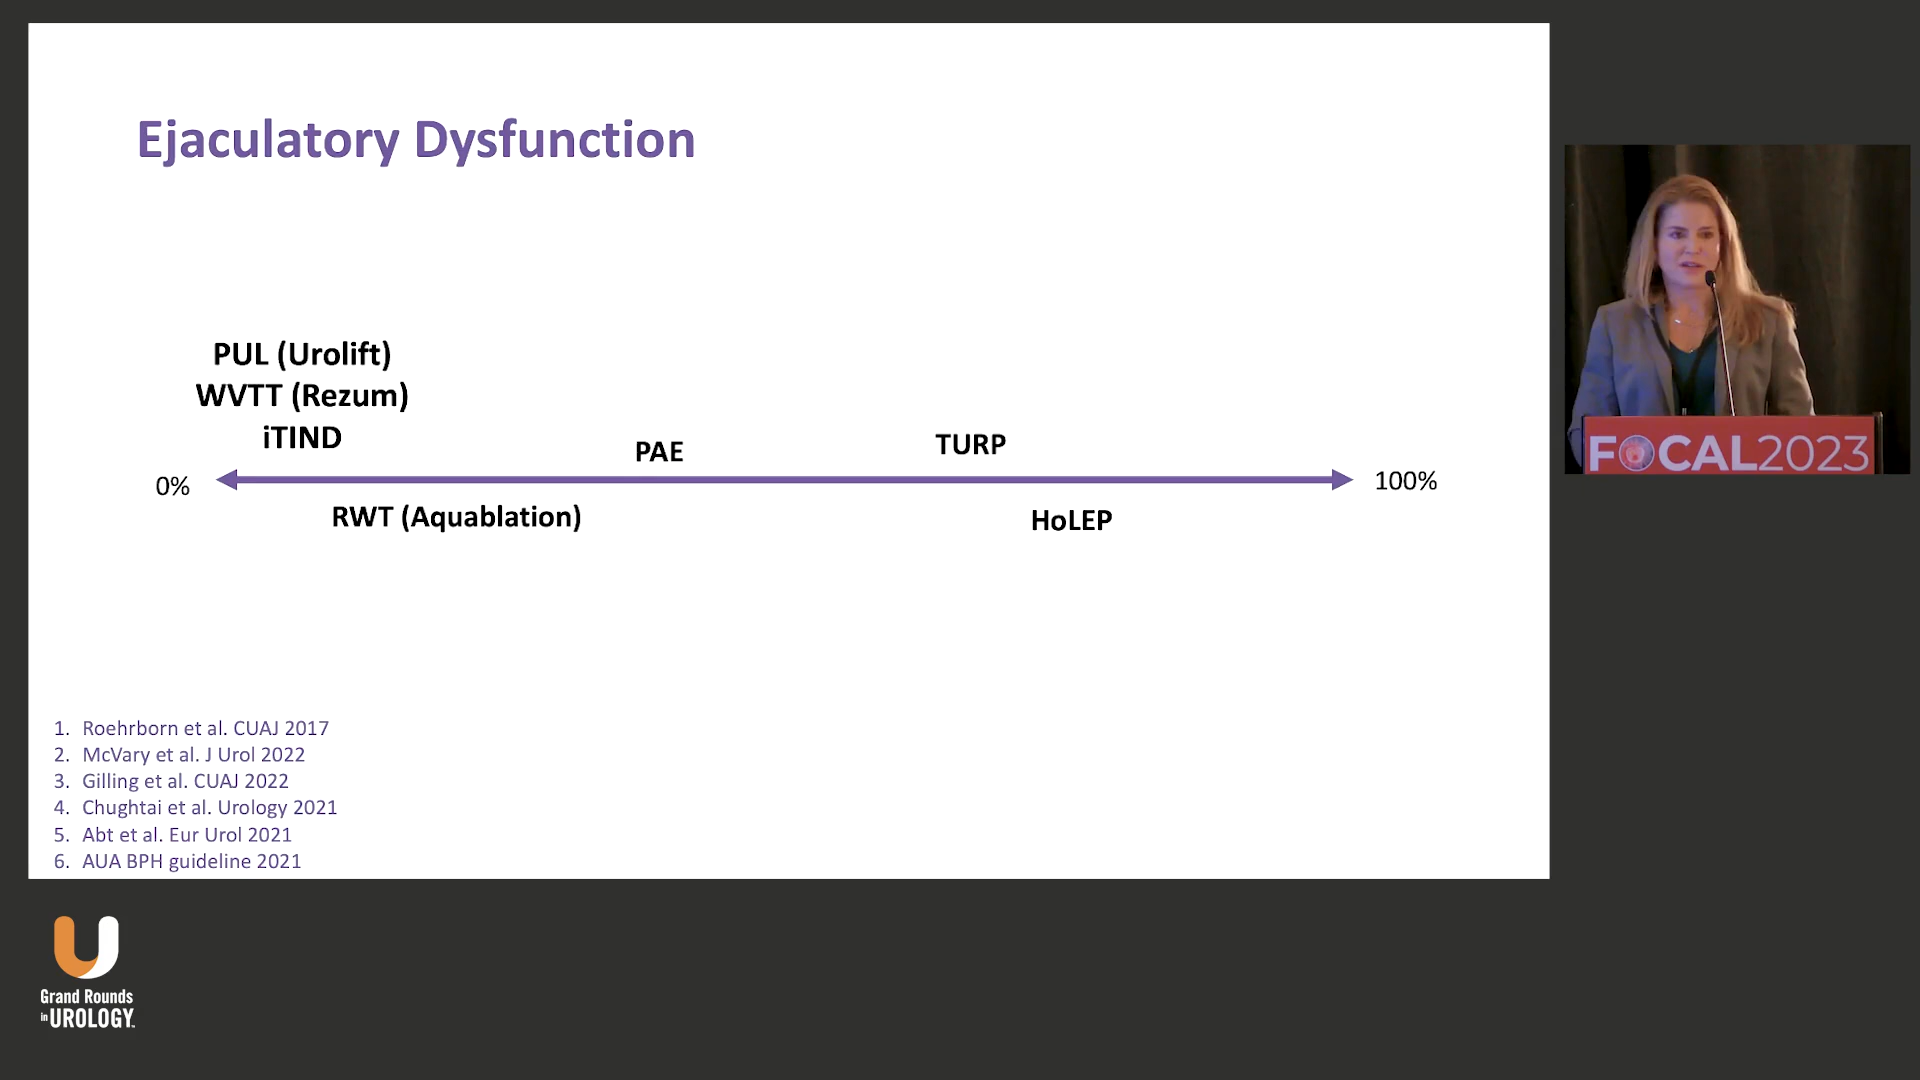 Ejaculatory Dysfunction
PUL (Urolift)
WVTT (Rezum)
iTIND
PAE
TURP
0%
100%
RWT (Aquablation)
HoLEP
1. Roehrborn et al. CUAJ 2017
2. McVary et al. J Urol 2022
3. Gilling et al. CUAJ 2022
4. Chughtai et al. Urology 2021
5. Abt et al. Eur Urol 2021
6. AUA BPH guideline 2021
FOCAL2023
Grand Rounds
in UROLOGY